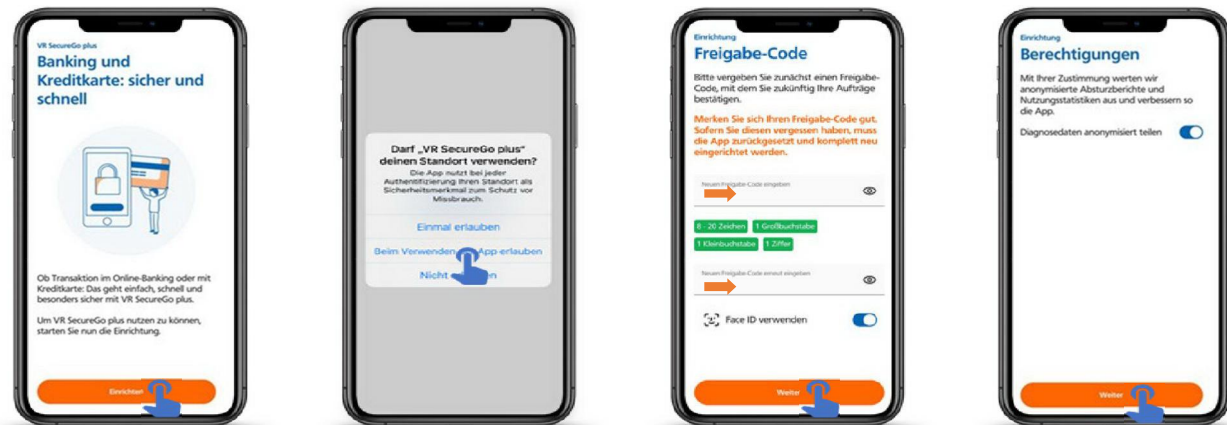 VR SecureGo plus
Banking und
Kreditkarte: sicher und
schnell
Ob Transaktion im Online-Banking oder mit
Kreditkarte: Das geht einfach, schnell und
besonders sicher mit VR SecureGo plus.
Um VR SecureGo plus nutzen zu können,
starten Sie nun die Einrichtung.
Einrichten
Darf „VR SecureGo plus“
deinen Standort verwenden?
Die App nutzt bei jeder
Authentifizierung Ihren Standort als
Sicherheitsmerkmal zum Schutz vor
Missbrauch.
Einmal erlauben
Beim Verwenden App erlauben
Nicht
Einrichtung
Freigabe-Code
Bitte vergeben Sie zunächst einen Freigabe-
Code, mit dem Sie zukünftig Ihre Aufträge
bestätigen.
Merken Sie sich Ihren Freigabe-Code gut.
Sofern Sie diesen vergessen haben, muss
die App zurückgesetzt und komplett neu
eingerichtet werden.
Neuen Freigabe-Code eingeben
8 - 20 Zeichen 1 Großbuchstabe
1 Kleinbuchstabe 1 Ziffer
Neuen Freigabe-Code erneut eingeben
Face ID verwenden
Weiter
Einrichtung
Berechtigungen
Mit Ihrer Zustimmung werten wir
anonymisierte Absturzberichte und
Nutzungsstatistiken aus und verbessern so
die App.
Diagnosedaten anonymisiert teilen
Weiter